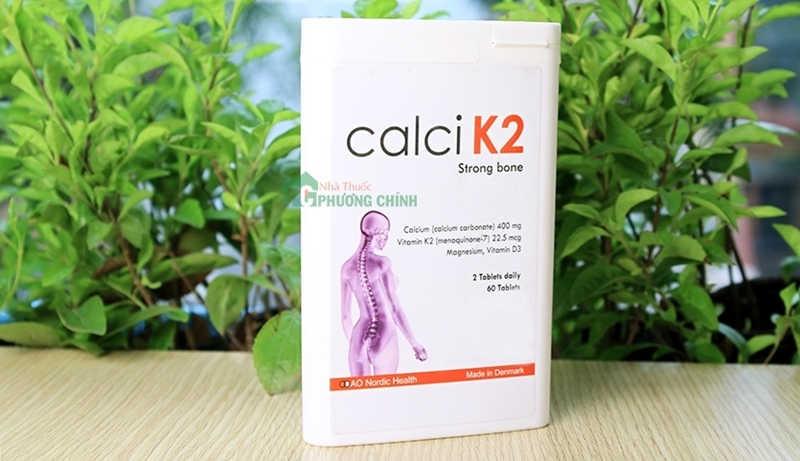 calci K2
Strong bone
Nhà Thuốc
PHƯƠNG CHÍNH
Calcium (calcium carbonate) 400 mg
Vitamin K2 (menaquinone-7) 22.5 mcg
Magnesium, Vitamin D3
2 Tablets daily
60 Tablets
AO Nordic Health
Made in Denmark